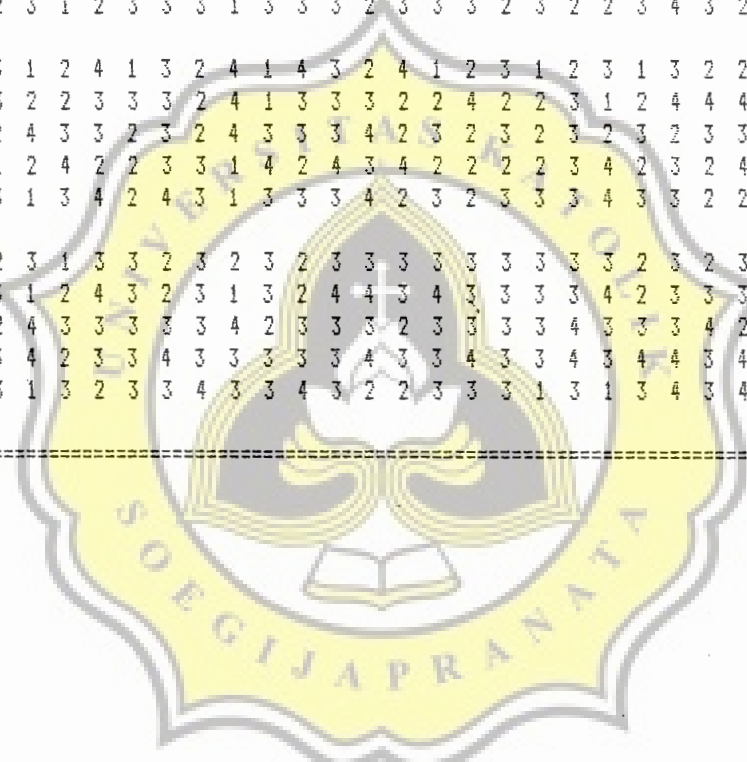 3 1 2 3 3 3 1 3 3 3 2 3 3 3 2 3 2 2 3 4 3 2
1 2 4 1 3 2 4 1 4 3 2 4 1 2 3 1 2 3 1 3 2 2
2 2 3 3 3 2 4 1 3 3 3 2 2 4 2 2 3 1 2 4 4 4
4 3 3 2 3 2 4 3 3 3 4 2 3 2 3 2 3 2 3 2 3 3
2 4 2 2 3 3 1 4 2 4 3 4 2 2 2 2 3 4 2 3 2 4
1 3 4 2 4 3 1 3 3 3 4 2 3 2 3 3 3 4 3 3 2 2
3 1 3 3 2 3 2 3 2 3 3 3 3 3 3 3 3 3 2 3 2 3
1 2 4 3 2 3 1 3 2 4 4 3 4 3 3 3 3 4 2 3 3 3
4 3 3 3 3 3 4 2 3 3 3 2 3 3 3 3 4 3 3 3 4 2
4 2 3 3 4 3 3 3 3 3 4 3 3 4 3 3 4 3 4 4 3 4
1 3 2 3 3 4 3 3 4 3 2 2 3 3 3 1 3 1 3 4 3 4
UNIVERSITAS KATOLIK
SOEGIJAPRANATA